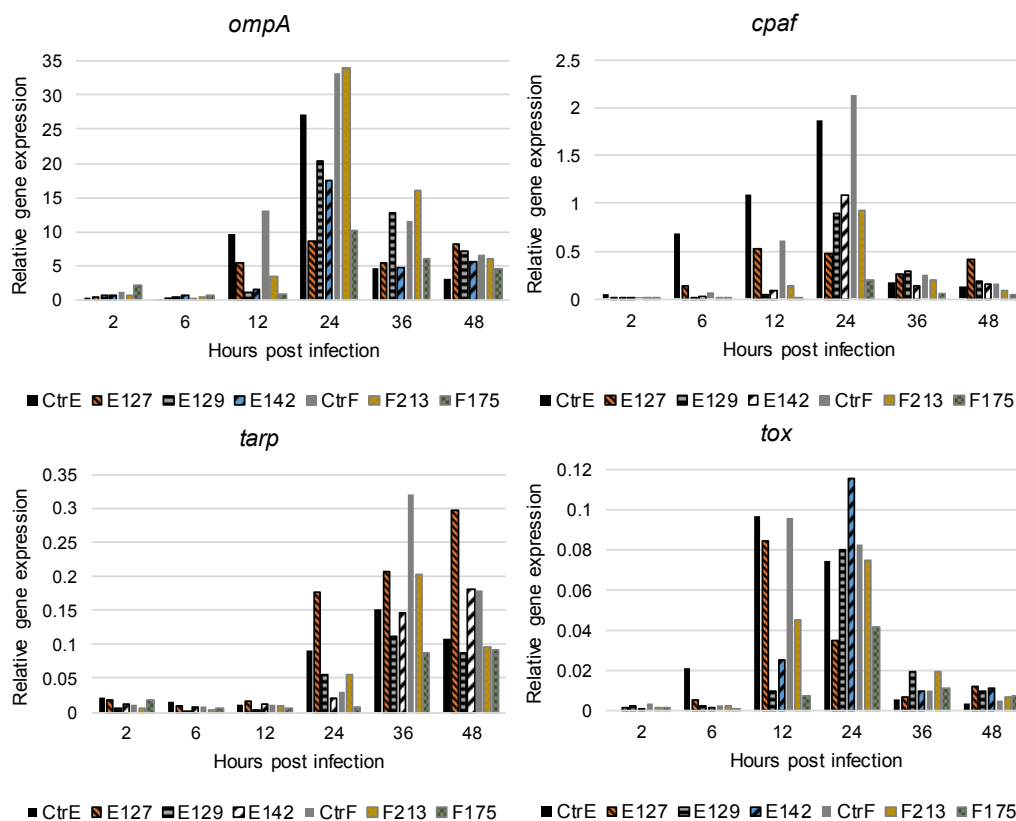 ompA
Relative gene expression
35
30
25
20
15
10
5
0
2 6 12 24 36 48
Hours post infection
CtrE E127 E129 E142 CtrF F213 F175
cpaf
Relative gene expression
2.5
2
1.5
1
0.5
0
2 6 12 24 36 48
Hours post infection
CtrE E127 E129 E142 CtrF F213 F175
tarp
Relative gene expression
0.35
0.3
0.25
0.2
0.15
0.1
0.05
0
2 6 12 24 36 48
Hours post infection
CtrE E127 E129 E142 CtrF F213 F175
tox
Relative gene expression
0.12
0.1
0.08
0.06
0.04
0.02
0
2 6 12 24 36 48
Hours post infection
CtrE E127 E129 E142 CtrF F213 F175